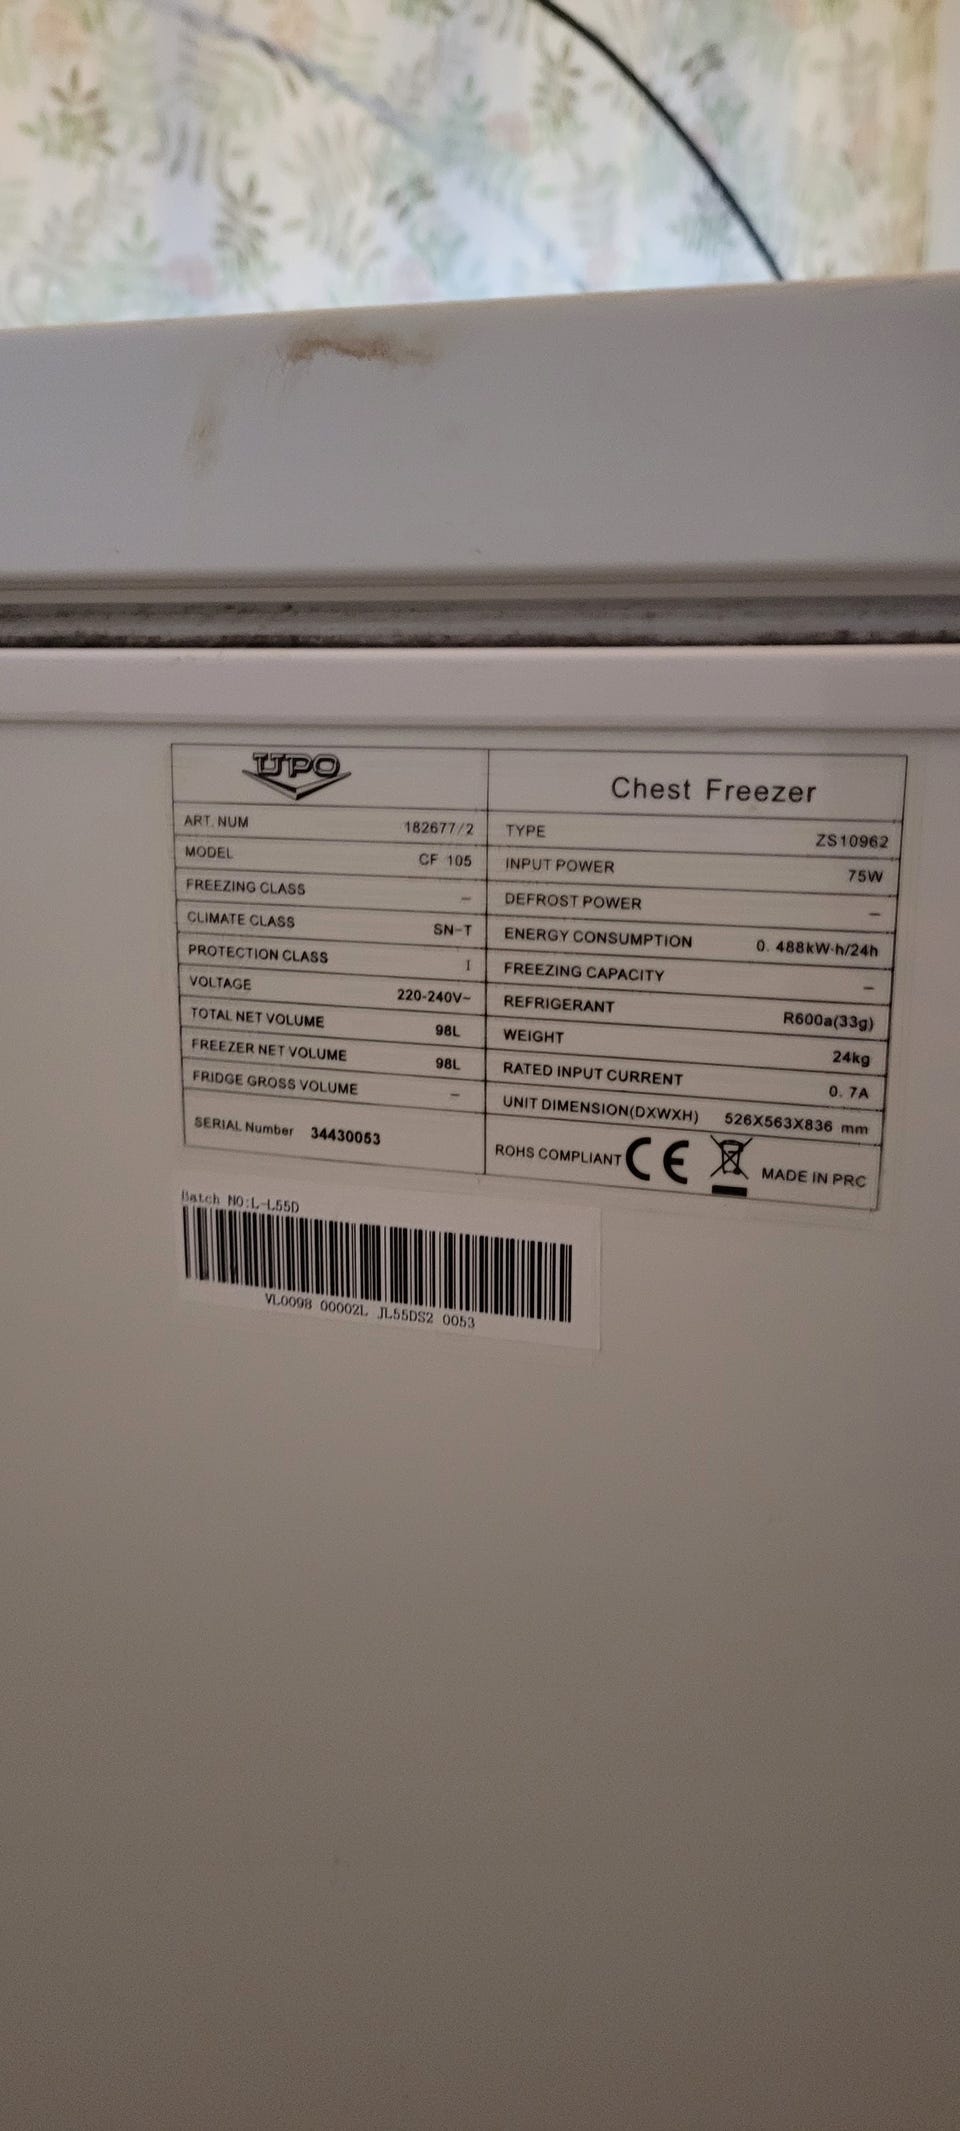 UPO
Chest Freezer
ART. NUM 182677/2
MODEL CF 105
FREEZING CLASS –
CLIMATE CLASS SN-T
PROTECTION CLASS I
VOLTAGE 220-240V~
TOTAL NET VOLUME 98L
FREEZER NET VOLUME 98L
FRIDGE GROSS VOLUME –
SERIAL Number 34430053
TYPE ZS10962
INPUT POWER 75W
DEFROST POWER –
ENERGY CONSUMPTION 0. 488kW·h/24h
FREEZING CAPACITY –
REFRIGERANT R600a(33g)
WEIGHT 24kg
RATED INPUT CURRENT 0. 7A
UNIT DIMENSION(DXWXH) 526X563X836 mm
ROHS COMPLIANT CE MADE IN PRC
Batch NO:L-L55D
VL0098 00002L JL55DS2 0053